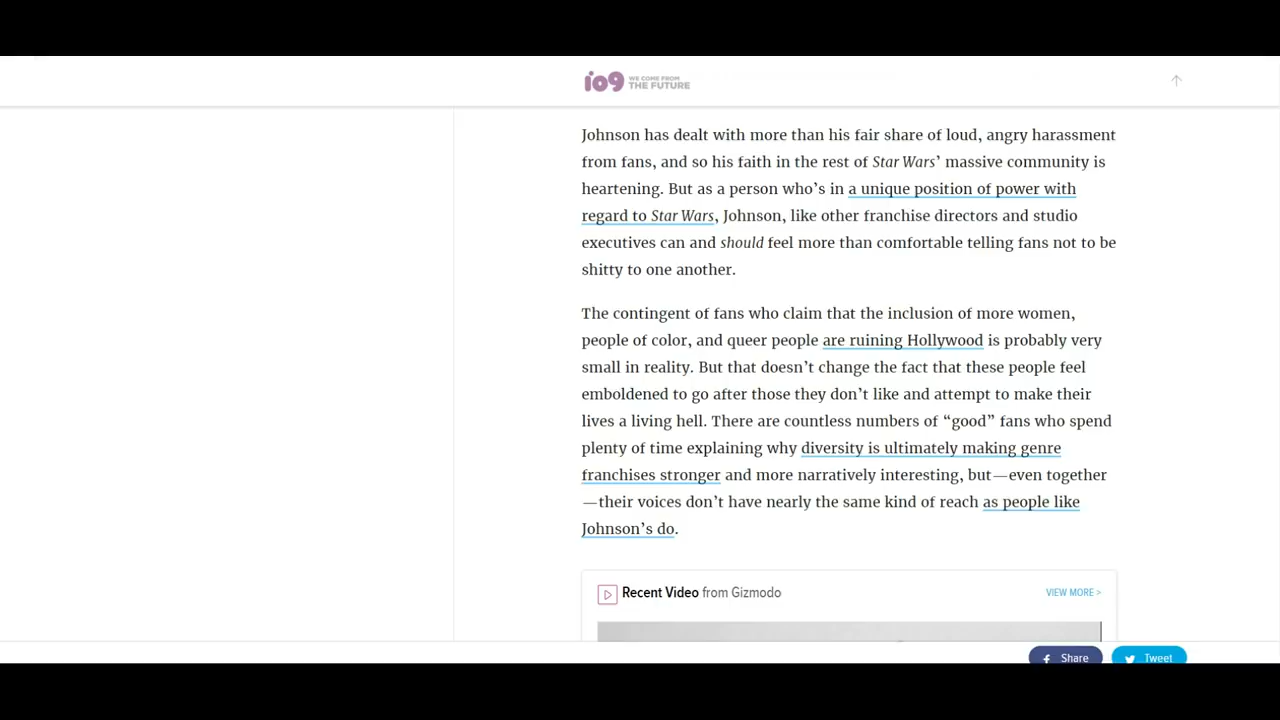 io9 WE COME FROM
THE FUTURE
Johnson has dealt with more than his fair share of loud, angry harassment
from fans, and so his faith in the rest of Star Wars’ massive community is
heartening. But as a person who’s in a unique position of power with
regard to Star Wars, Johnson, like other franchise directors and studio
executives can and should feel more than comfortable telling fans not to be
shitty to one another.
The contingent of fans who claim that the inclusion of more women,
people of color, and queer people are ruining Hollywood is probably very
small in reality. But that doesn’t change the fact that these people feel
emboldened to go after those they don’t like and attempt to make their
lives a living hell. There are countless numbers of “good” fans who spend
plenty of time explaining why diversity is ultimately making genre
franchises stronger and more narratively interesting, but—even together
—their voices don’t have nearly the same kind of reach as people like
Johnson’s do.
Recent Video from Gizmodo VIEW MORE >
Share Tweet